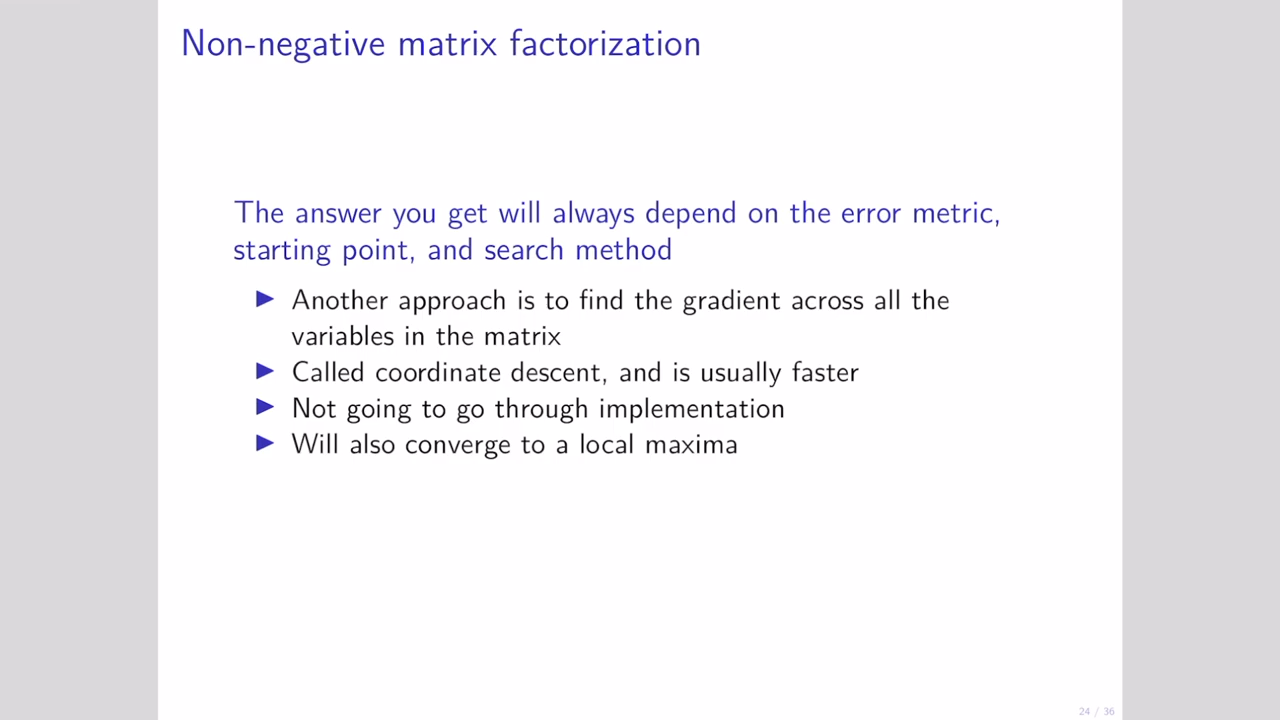 Non-negative matrix factorization
The answer you get will always depend on the error metric,
starting point, and search method
▶ Another approach is to find the gradient across all the
variables in the matrix
▶ Called coordinate descent, and is usually faster
▶ Not going to go through implementation
▶ Will also converge to a local maxima
24 / 36